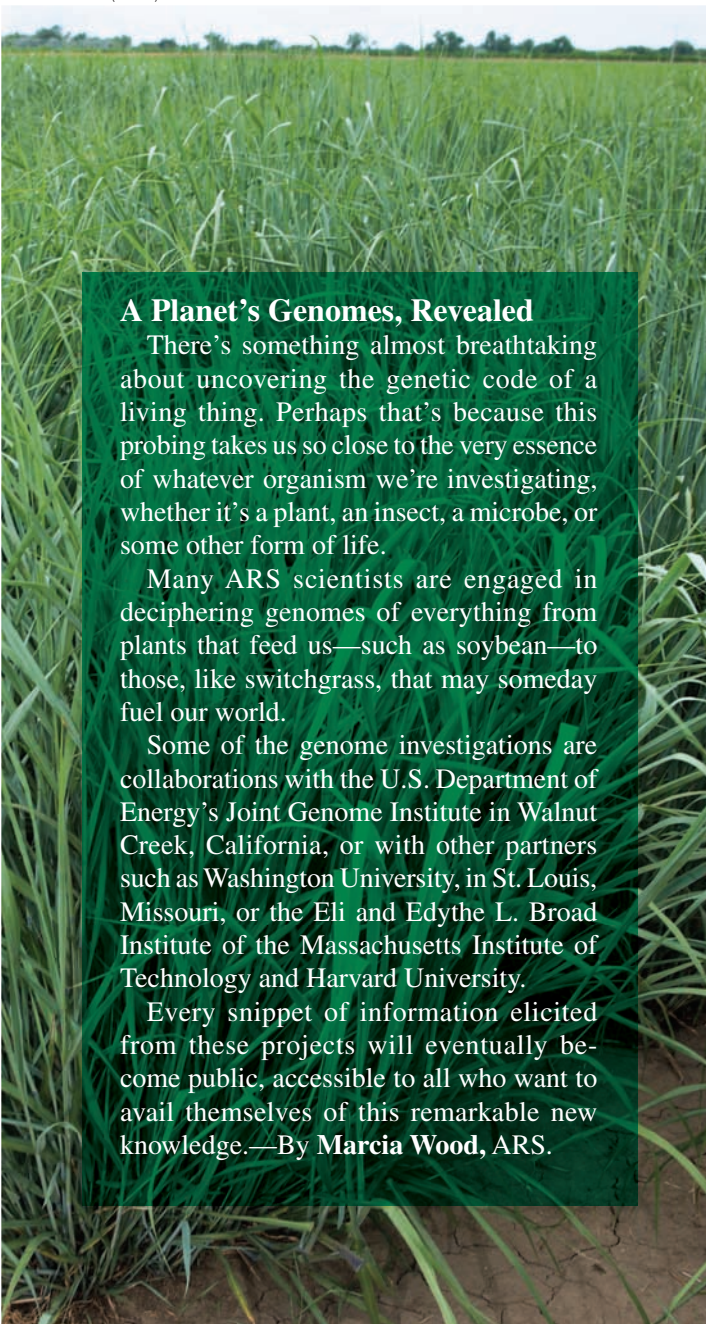 A Planet’s Genomes, Revealed
There’s something almost breathtaking
about uncovering the genetic code of a
living thing. Perhaps that’s because this
probing takes us so close to the very essence
of whatever organism we’re investigating,
whether it’s a plant, an insect, a microbe, or
some other form of life.
Many ARS scientists are engaged in
deciphering genomes of everything from
plants that feed us—such as soybean—to
those, like switchgrass, that may someday
fuel our world.
Some of the genome investigations are
collaborations with the U.S. Department of
Energy’s Joint Genome Institute in Walnut
Creek, California, or with other partners
such as Washington University, in St. Louis,
Missouri, or the Eli and Edythe L. Broad
Institute of the Massachusetts Institute of
Technology and Harvard University.
Every snippet of information elicited
from these projects will eventually be-
come public, accessible to all who want to
avail themselves of this remarkable new
knowledge.—By Marcia Wood, ARS.